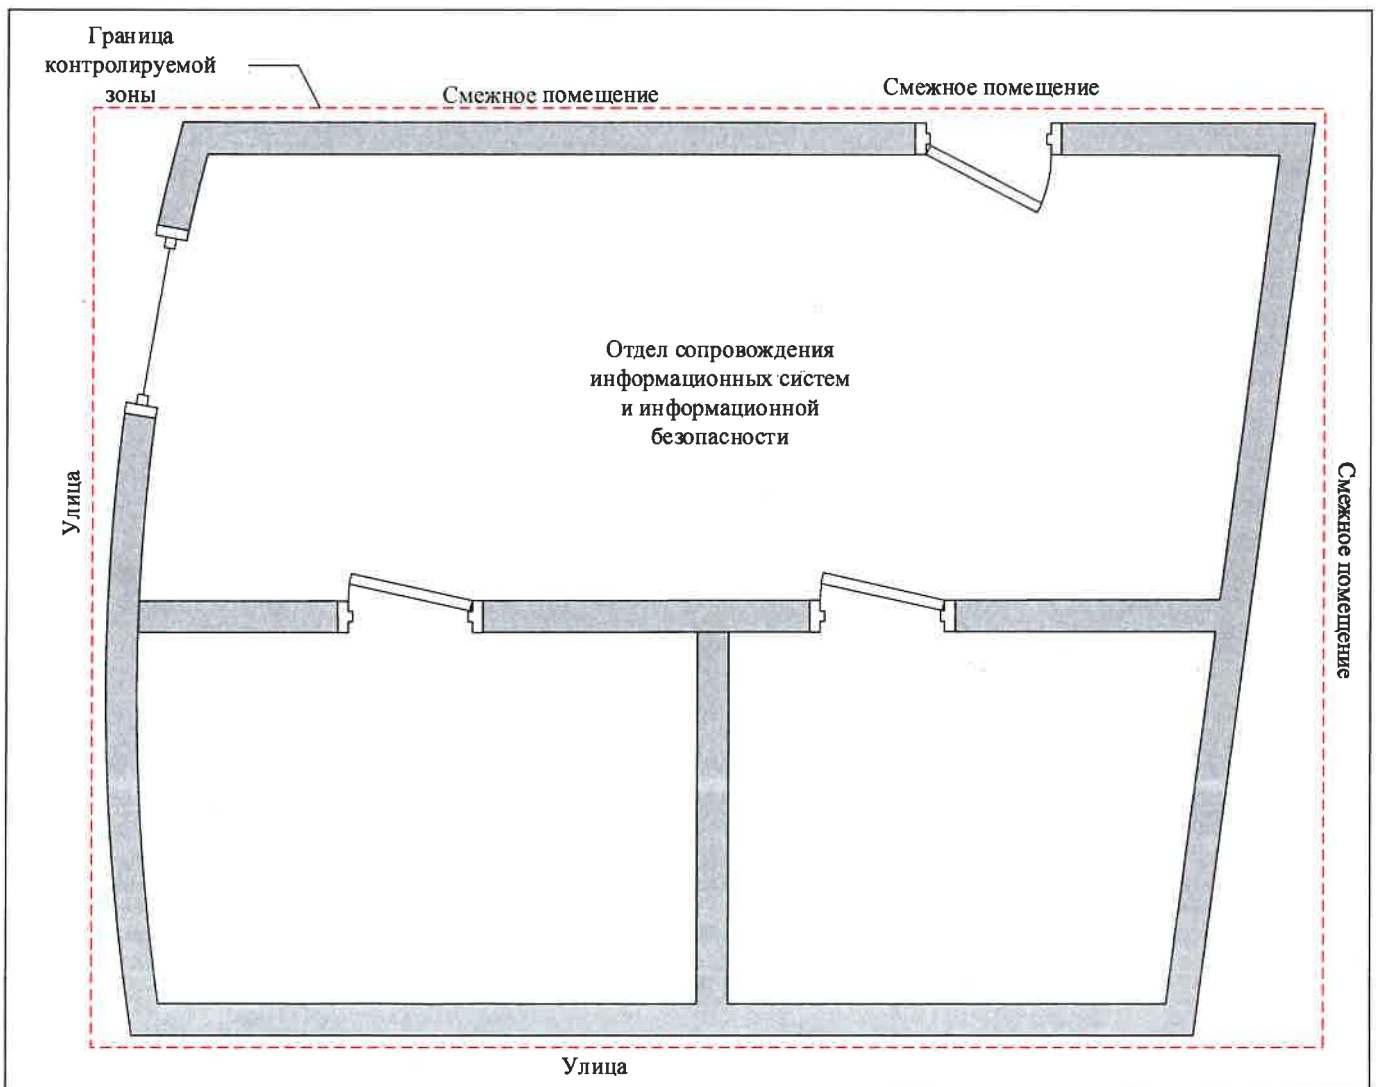 Граница
контролируемой
зоны
Смежное помещение
Смежное помещение
Отдел сопровождения
информационных систем
и информационной
безопасности
Улица
Смежное помещение
Улица